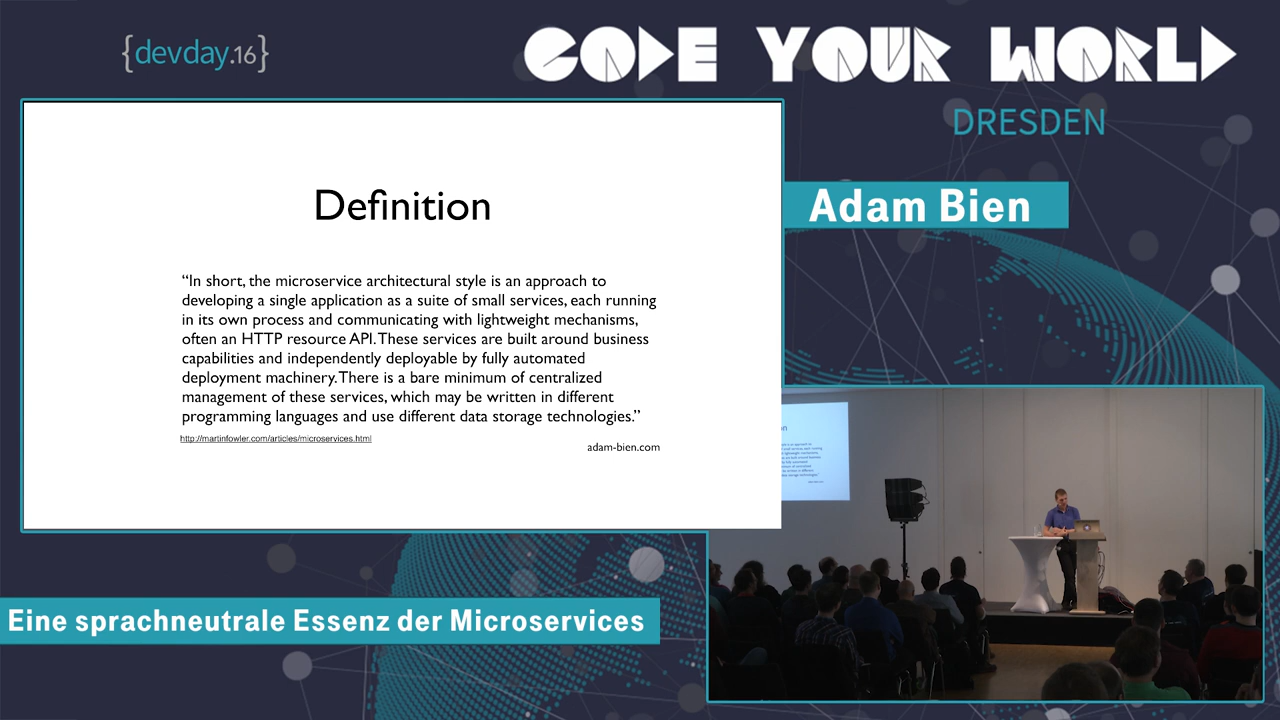 {devday.16}
CODE YOUR WORLD
DRESDEN
Adam Bien
Definition
“In short, the microservice architectural style is an approach to
developing a single application as a suite of small services, each running
in its own process and communicating with lightweight mechanisms,
often an HTTP resource API. These services are built around business
capabilities and independently deployable by fully automated
deployment machinery. There is a bare minimum of centralized
management of these services, which may be written in different
programming languages and use different data storage technologies.”
http://martinfowler.com/articles/microservices.html
adam-bien.com
Eine sprachneutrale Essenz der Microservices